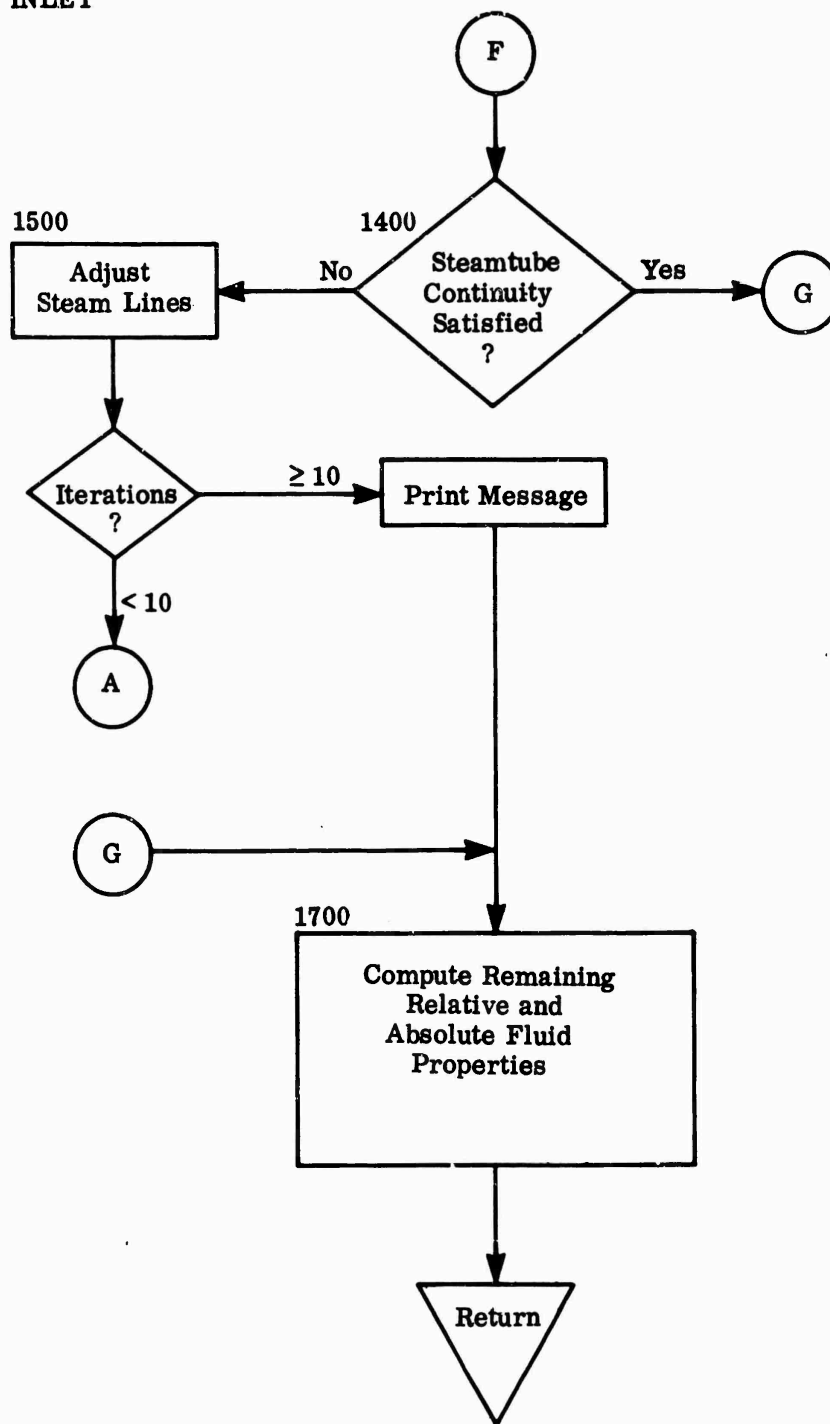 INLET
F
1500
1400
Adjust
Steam Lines
No
Steamtube
Continuity
Satisfied
?
Yes
G
Iterations
?
≥ 10
Print Message
< 10
A
G
1700
Compute Remaining
Relative and
Absolute Fluid
Properties
Return